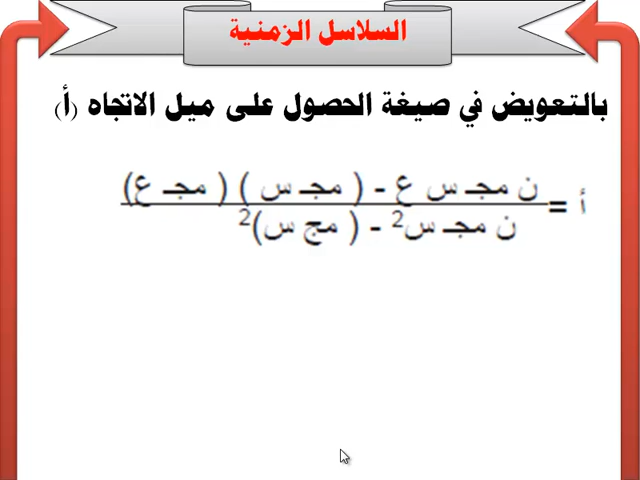 السلاسل الزمنية
بالتعويض في صيغة الحصول على ميل الاتجاه (أ)
أ = ن مجـ س ع - ( مجـ س ) ( مجـ ع)
ن مجـ س2 - ( مج س)2